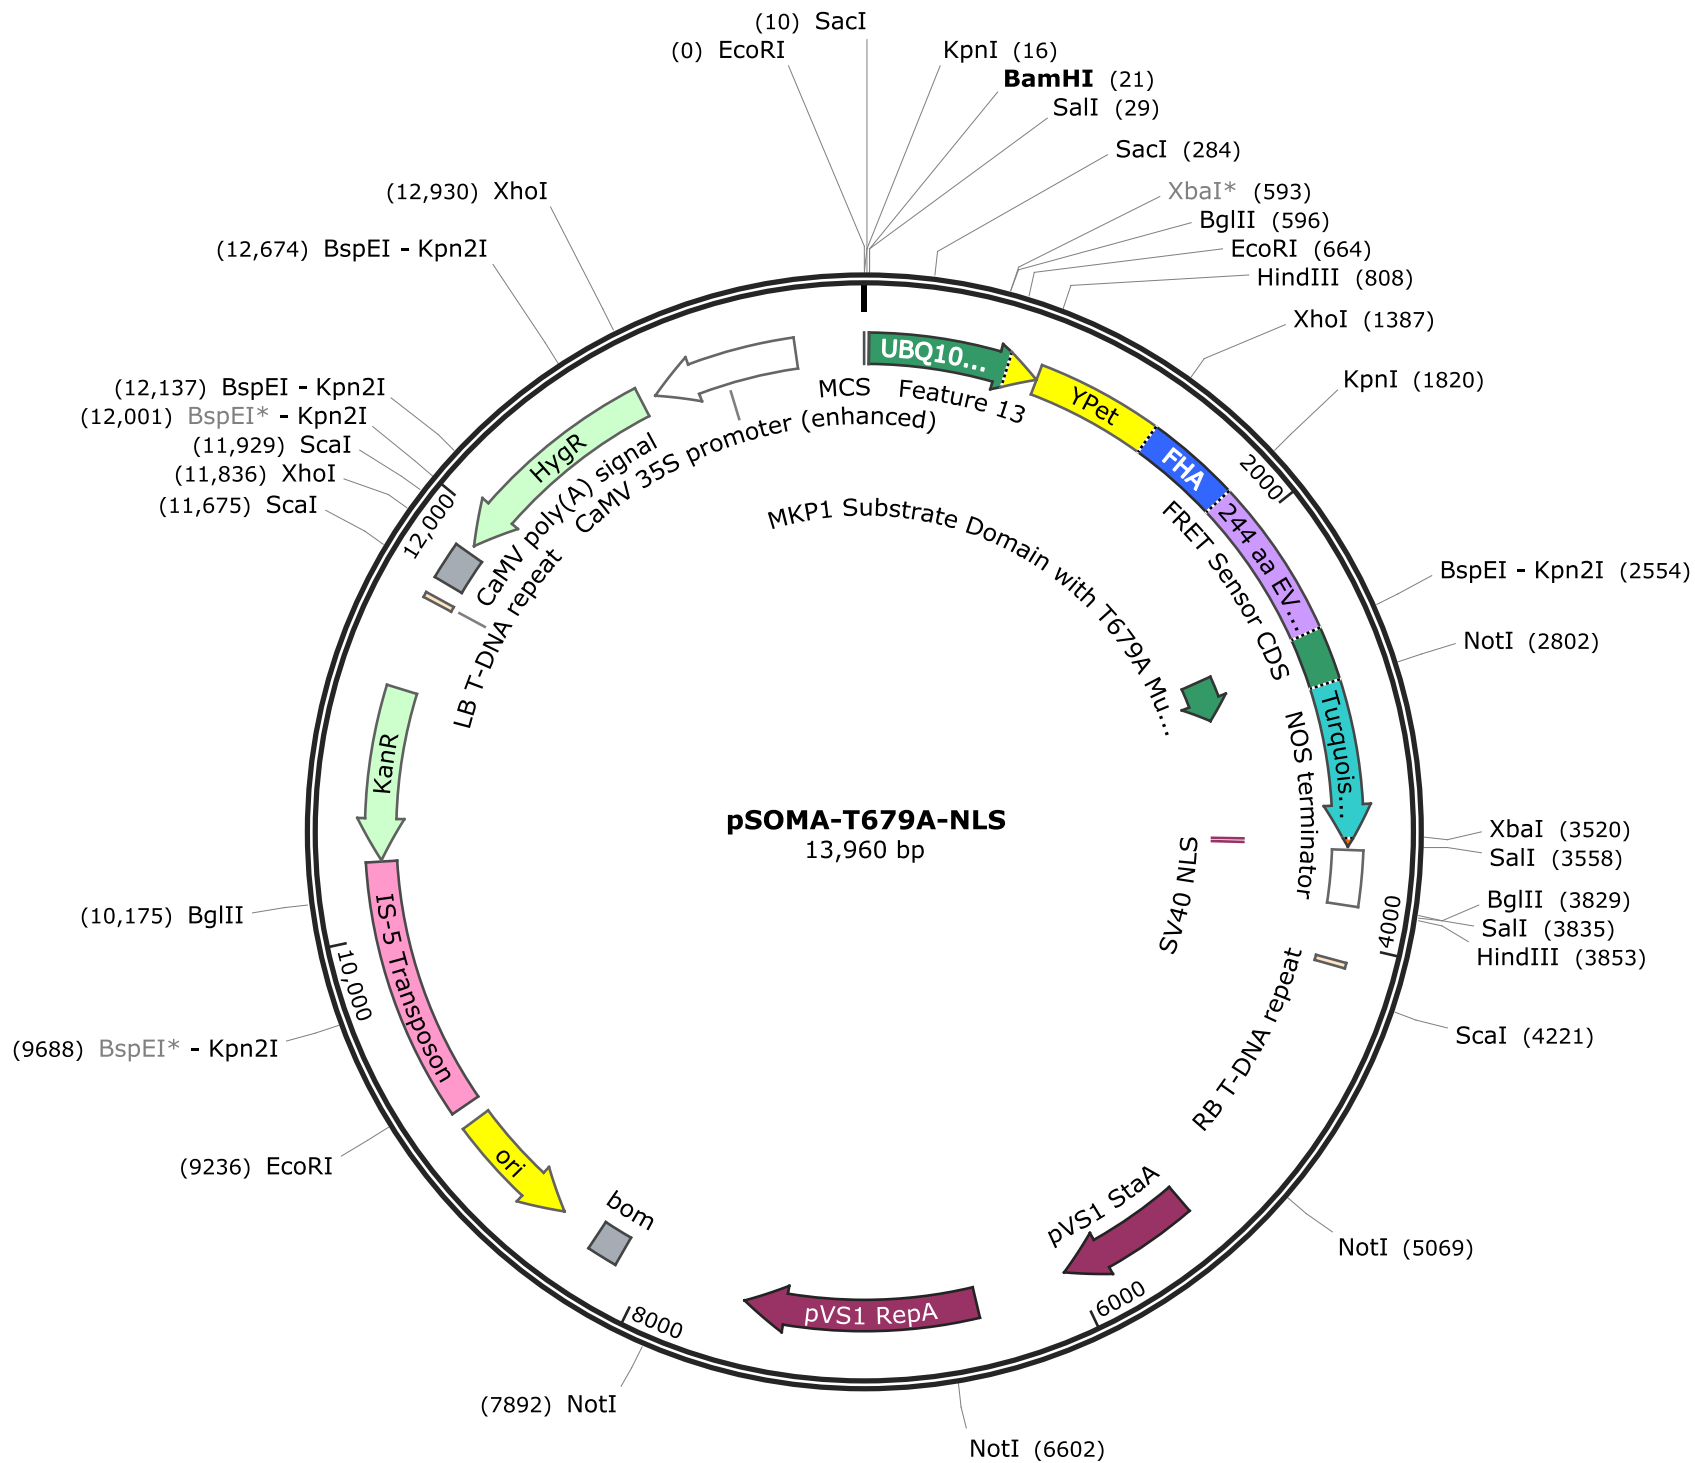 (10) SacI
(0) EcoRI
KpnI (16)
BamHI (21)
SalI (29)
SacI (284)
XbaI* (593)
BglII (596)
EcoRI (664)
HindIII (808)
XhoI (1387)
KpnI (1820)
BspEI - Kpn2I (2554)
NotI (2802)
XbaI (3520)
SalI (3558)
BglII (3829)
SalI (3835)
HindIII (3853)
ScaI (4221)
NotI (5069)
NotI (6602)
(7892) NotI
(9236) EcoRI
(9688) BspEI* - Kpn2I
(10,175) BglII
(11,675) ScaI
(11,836) XhoI
(11,929) ScaI
(12,001) BspEI* - Kpn2I
(12,137) BspEI - Kpn2I
(12,674) BspEI - Kpn2I
(12,930) XhoI
2000
4000
6000
8000
10,000
12,000
MCS
UBQ10...
Feature 13
YPet
FHA
244 aa EV...
FRET Sensor CDS
Turquois...
MKP1 Substrate Domain with T679A Mu...
NOS terminator
SV40 NLS
RB T-DNA repeat
pVS1 StaA
pVS1 RepA
bom
ori
IS-5 Transposon
KanR
LB T-DNA repeat
CaMV poly(A) signal
HygR
CaMV 35S promoter (enhanced)
pSOMA-T679A-NLS
13,960 bp